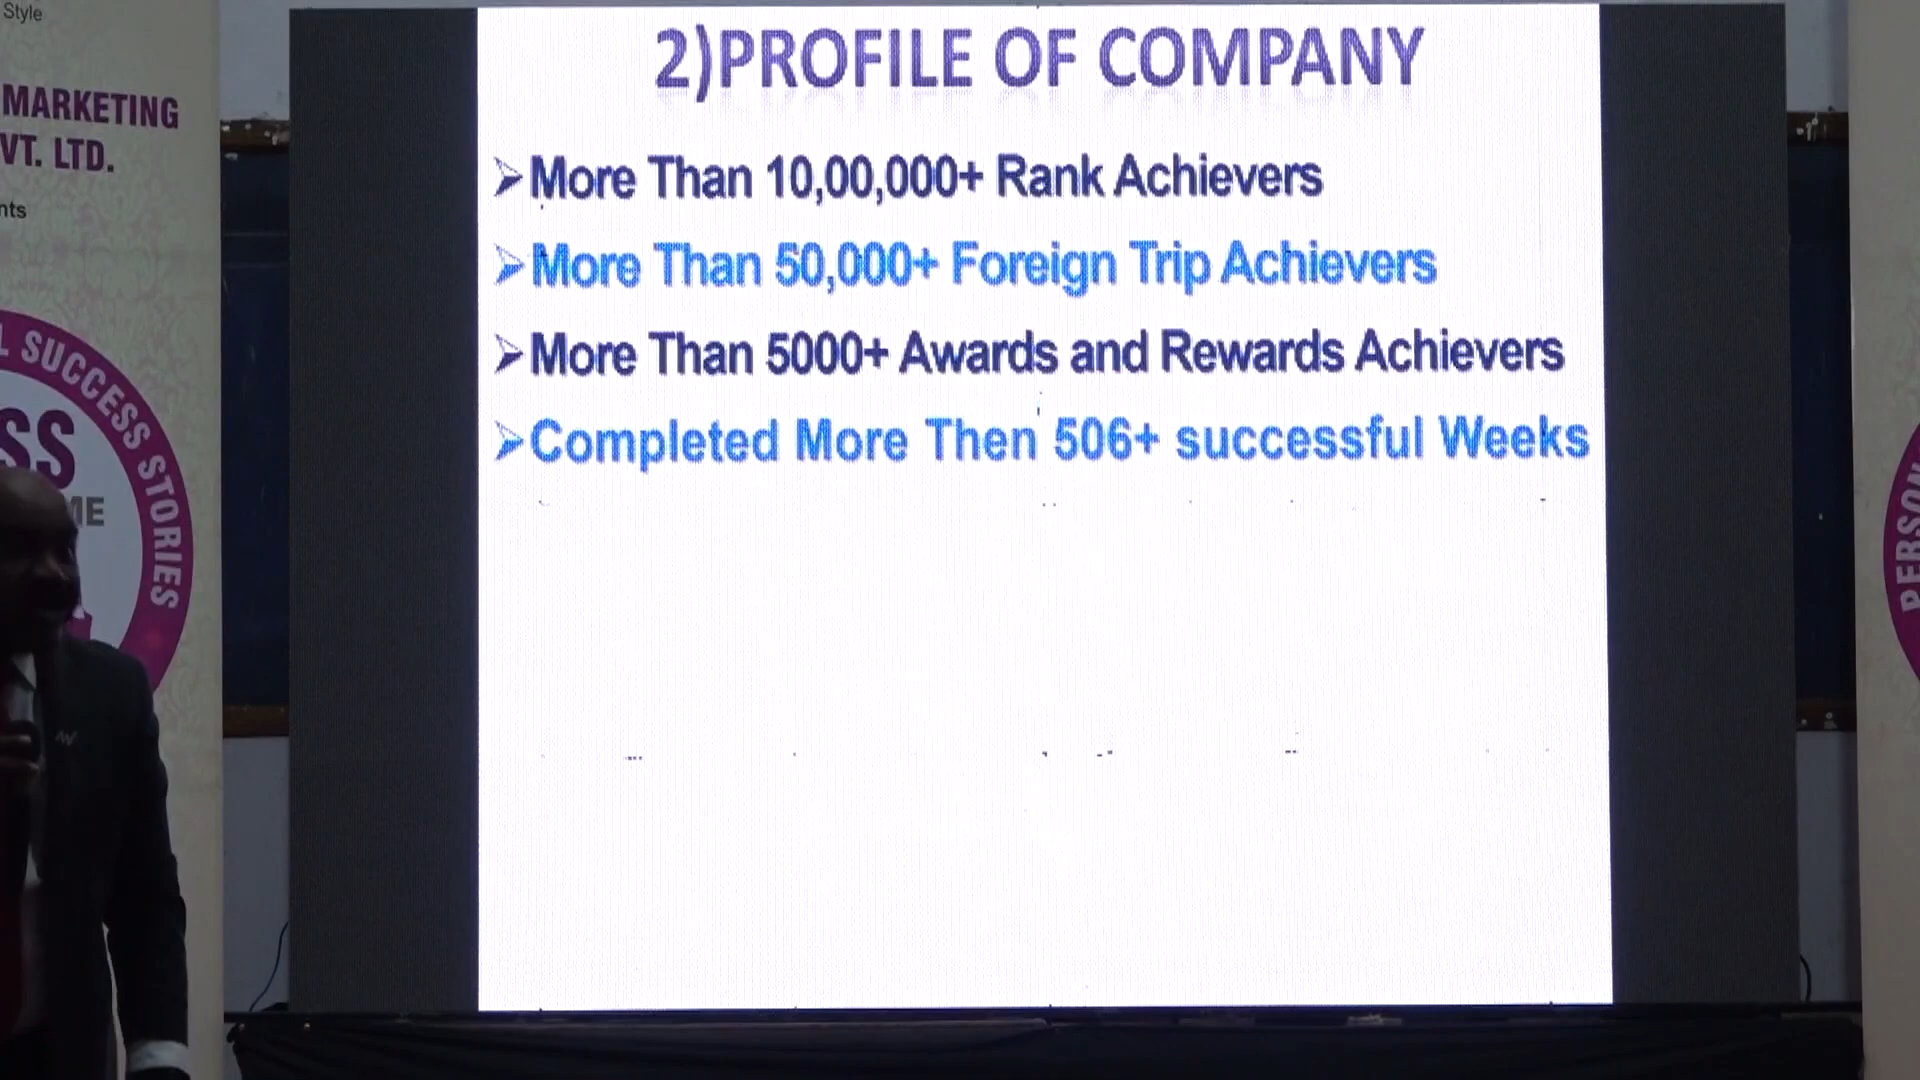 Style
MARKETING
VT. LTD.
nts
L SUCCESS STORIES
SS
ME
2)PROFILE OF COMPANY
More Than 10,00,000+ Rank Achievers
More Than 50,000+ Foreign Trip Achievers
More Than 5000+ Awards and Rewards Achievers
Completed More Then 506+ successful Weeks
PERSON